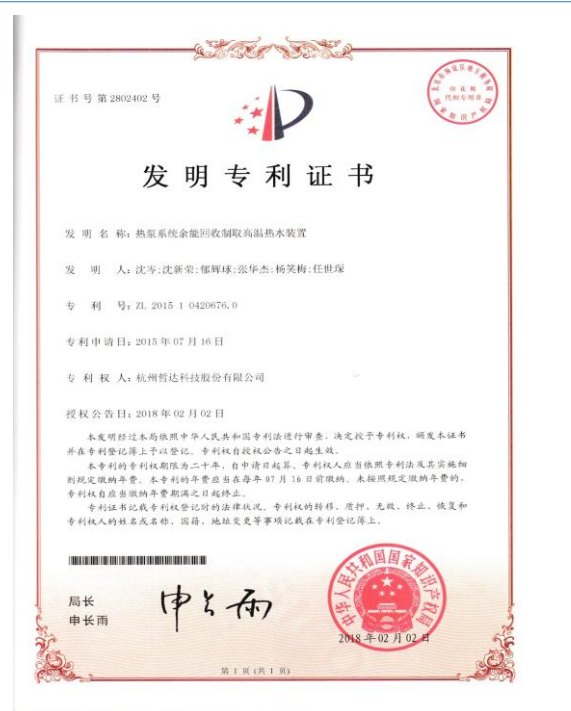 证书号第2802402号
发明专利证书
发 明 名 称：热泵系统余能回收制取高温热水装置
发 明 人：沈岑;沈新荣;郁辉球;张华杰;杨笑梅;任世琛
专 利 号：ZL 2015 1 0420676.0
专利申请日：2015年07月16日
专 利 权 人：杭州哲达科技股份有限公司
授权公告日：2018年02月02日
本发明经过本局依照中华人民共和国专利法进行审查，决定授予专利权，颁发本证书
并在专利登记簿上予以登记。专利权自授权公告之日起生效。
本专利的专利权期限为二十年，自申请日起算。专利权人应当依照专利法及其实施细
则规定缴纳年费。本专利的年费应当在每年07月16日前缴纳。未按照规定缴纳年费的，
专利权自应当缴纳年费期满之日起终止。
专利证书记载专利权登记时的法律状况。专利权的转移、质押、无效、终止、恢复和
专利权人的姓名或名称、国籍、地址变更等事项记载在专利登记簿上。
局长
申长雨
申长雨
中华人民共和国国家知识产权局
2018年02月02日
第 1 页 (共 1 页)